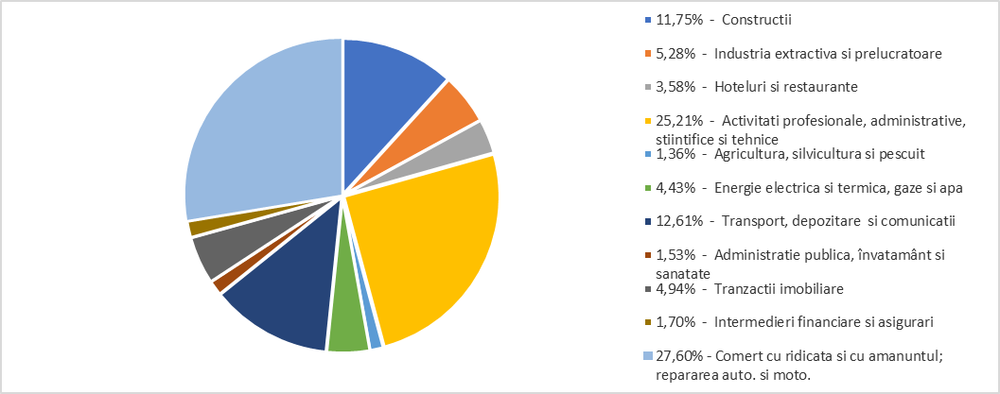 11,75% - Constructii
5,28% - Industria extractiva si prelucratoare
3,58% - Hoteluri si restaurante
25,21% - Activitati profesionale, administrative,
stiintifice si tehnice
1,36% - Agricultura, silvicultura si pescuit
4,43% - Energie electrica si termica, gaze si apa
12,61% - Transport, depozitare si comunicatii
1,53% - Administratie publica, învatamânt si
sanatate
4,94% - Tranzactii imobiliare
1,70% - Intermedieri financiare si asigurari
27,60% - Comert cu ridicata si cu amanuntul;
repararea auto. si moto.